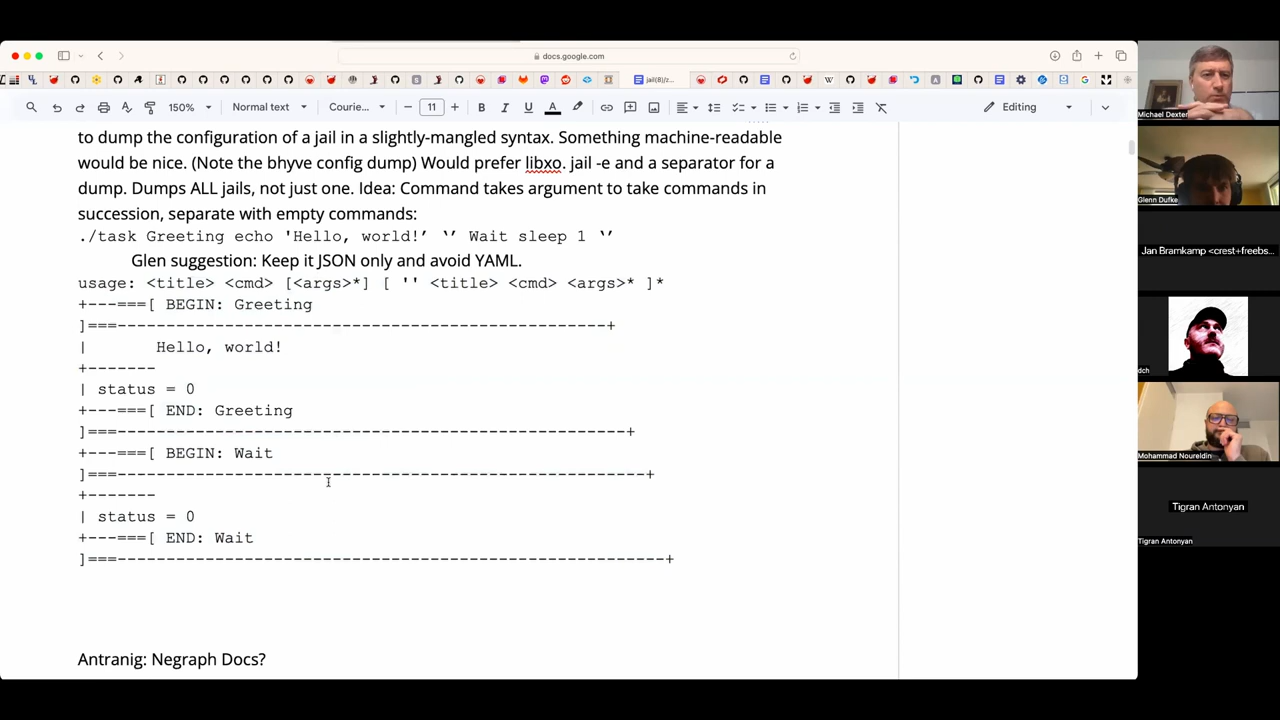 docs.google.com
jail(8)/z...
150%
Normal text
Courie...
11
Editing
to dump the configuration of a jail in a slightly-mangled syntax. Something machine-readable
would be nice. (Note the bhyve config dump) Would prefer libxo. jail -e and a separator for a
dump. Dumps ALL jails, not just one. Idea: Command takes argument to take commands in
succession, separate with empty commands:
./task Greeting echo 'Hello, world!’ ‘’ Wait sleep 1 ‘’
Glen suggestion: Keep it JSON only and avoid YAML.
usage: <title> <cmd> [<args>*] [ '' <title> <cmd> <args>* ]*
+---===[ BEGIN: Greeting
]===--------------------------------------------------+
| Hello, world!
+-------
| status = 0
+---===[ END: Greeting
]===----------------------------------------------------+
+---===[ BEGIN: Wait
]===------------------------------------------------------+
+-------
| status = 0
+---===[ END: Wait
]===--------------------------------------------------------+
Antranig: Negraph Docs?
Michael Dexter
Glenn Dufke
Jan Bramkamp <crest+freebs...
dch
Mohammad Noureldin
Tigran Antonyan
Tigran Antonyan